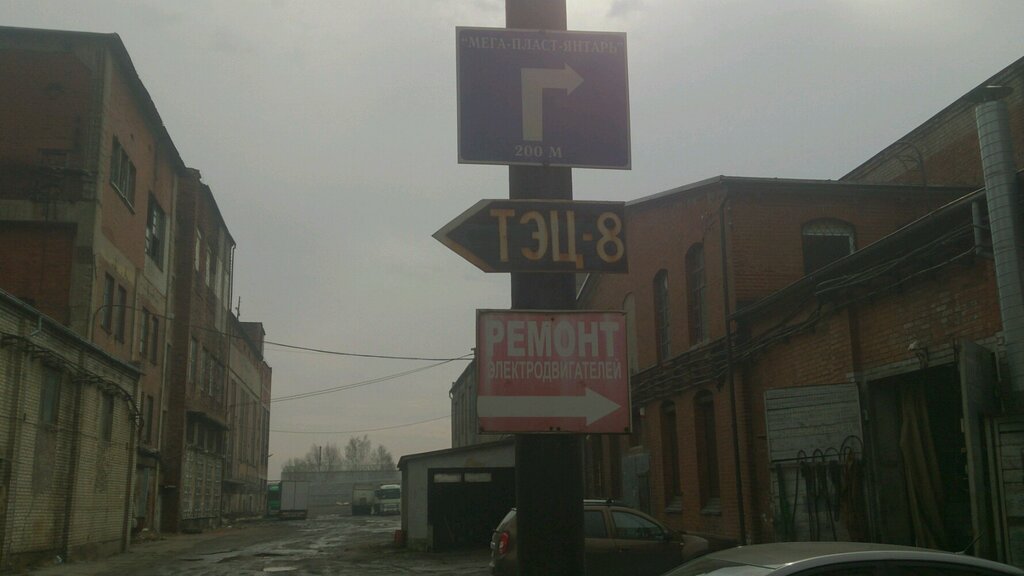 "МЕГА-ПЛАСТ-ЯНТАРЬ"
200 М
ТЭЦ-8
РЕМОНТ
ЭЛЕКТРОДВИГАТЕЛЕЙ